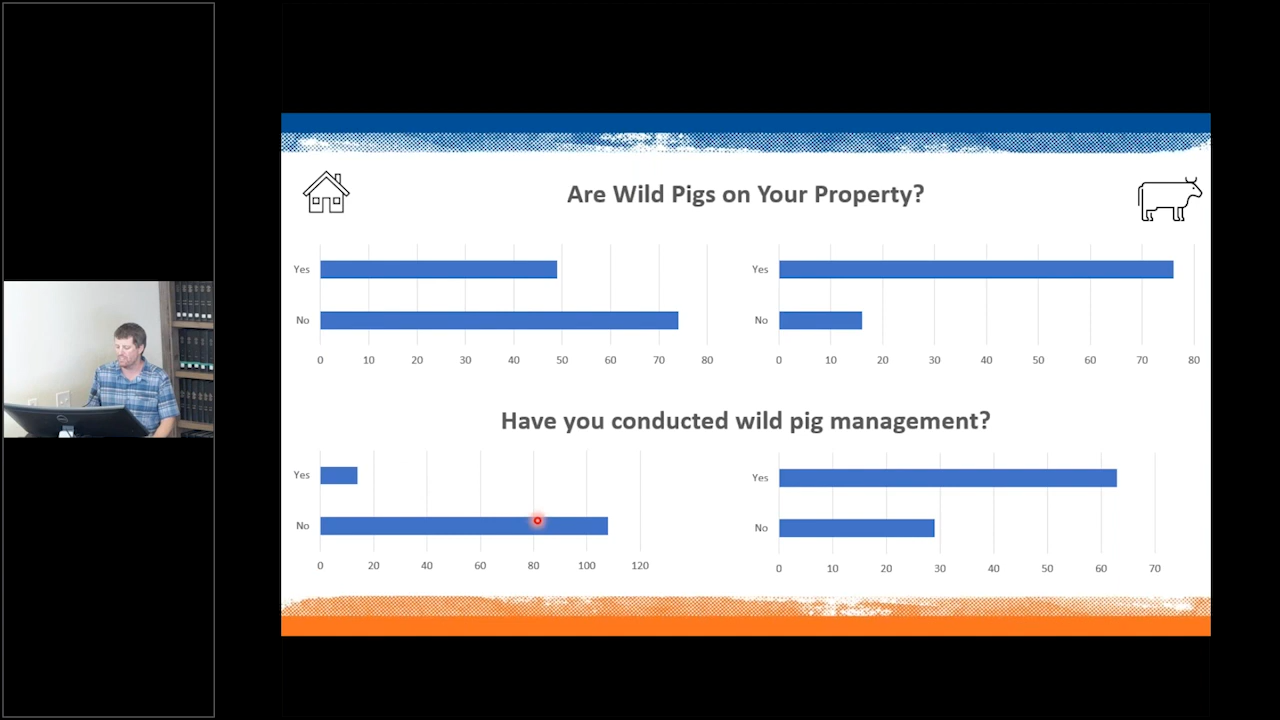 Are Wild Pigs on Your Property?
Yes
No
0 10 20 30 40 50 60 70 80
Yes
No
0 10 20 30 40 50 60 70 80
Have you conducted wild pig management?
Yes
No
0 20 40 60 80 100 120
Yes
No
0 10 20 30 40 50 60 70